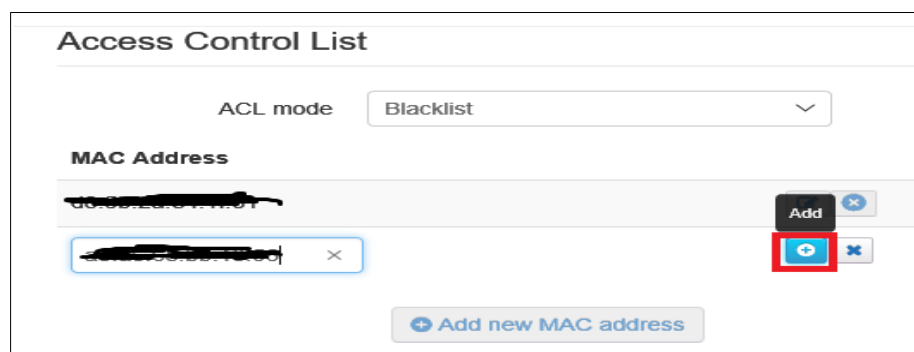 Access Control List
ACL mode
Blacklist
MAC Address
Add
Add new MAC address